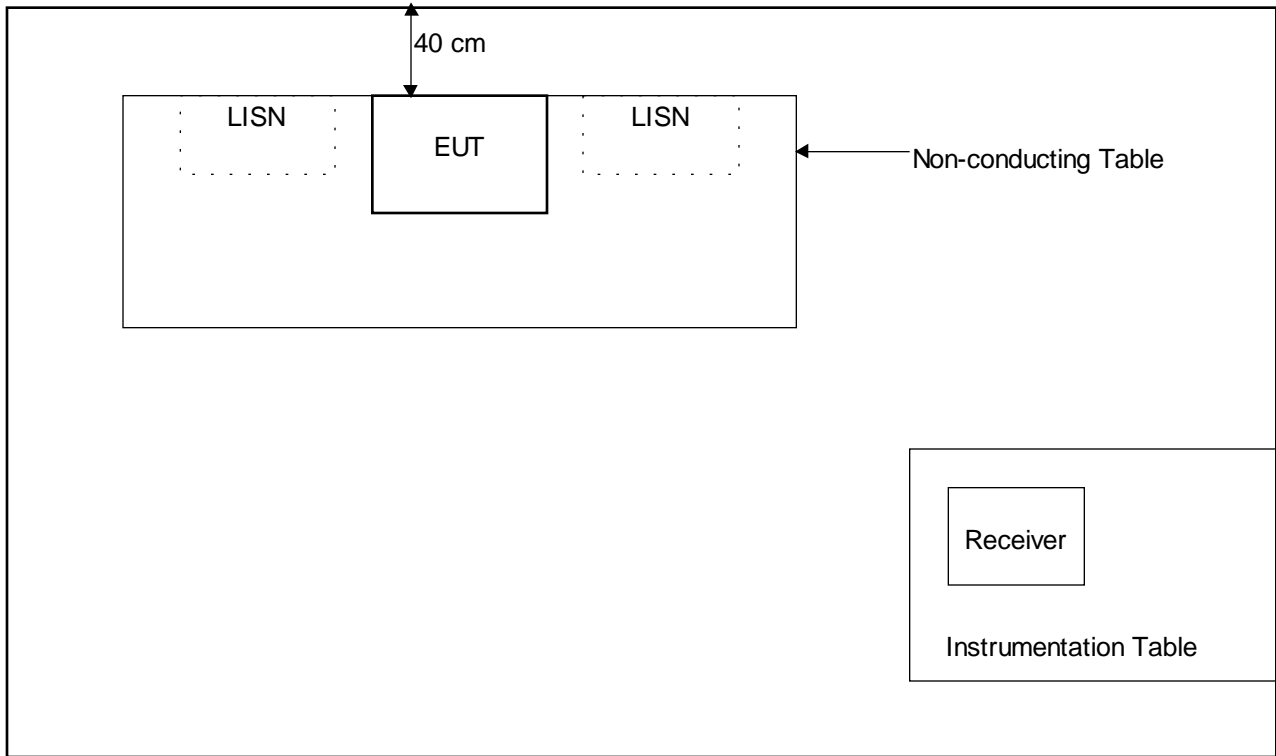 40 cm
LISN
EUT
LISN
Non-conducting Table
Receiver
Instrumentation Table